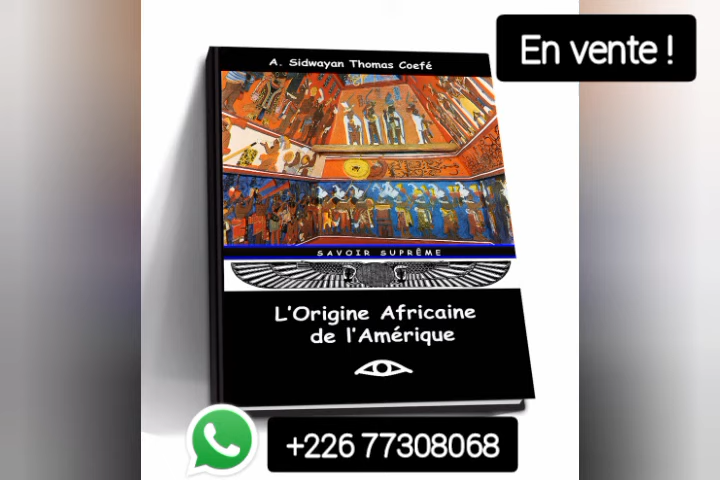 En vente !
A. Sidwayan Thomas Coefé
SAVOIR SUPRÊME
L'Origine Africaine
de l'Amérique
+226 77308068